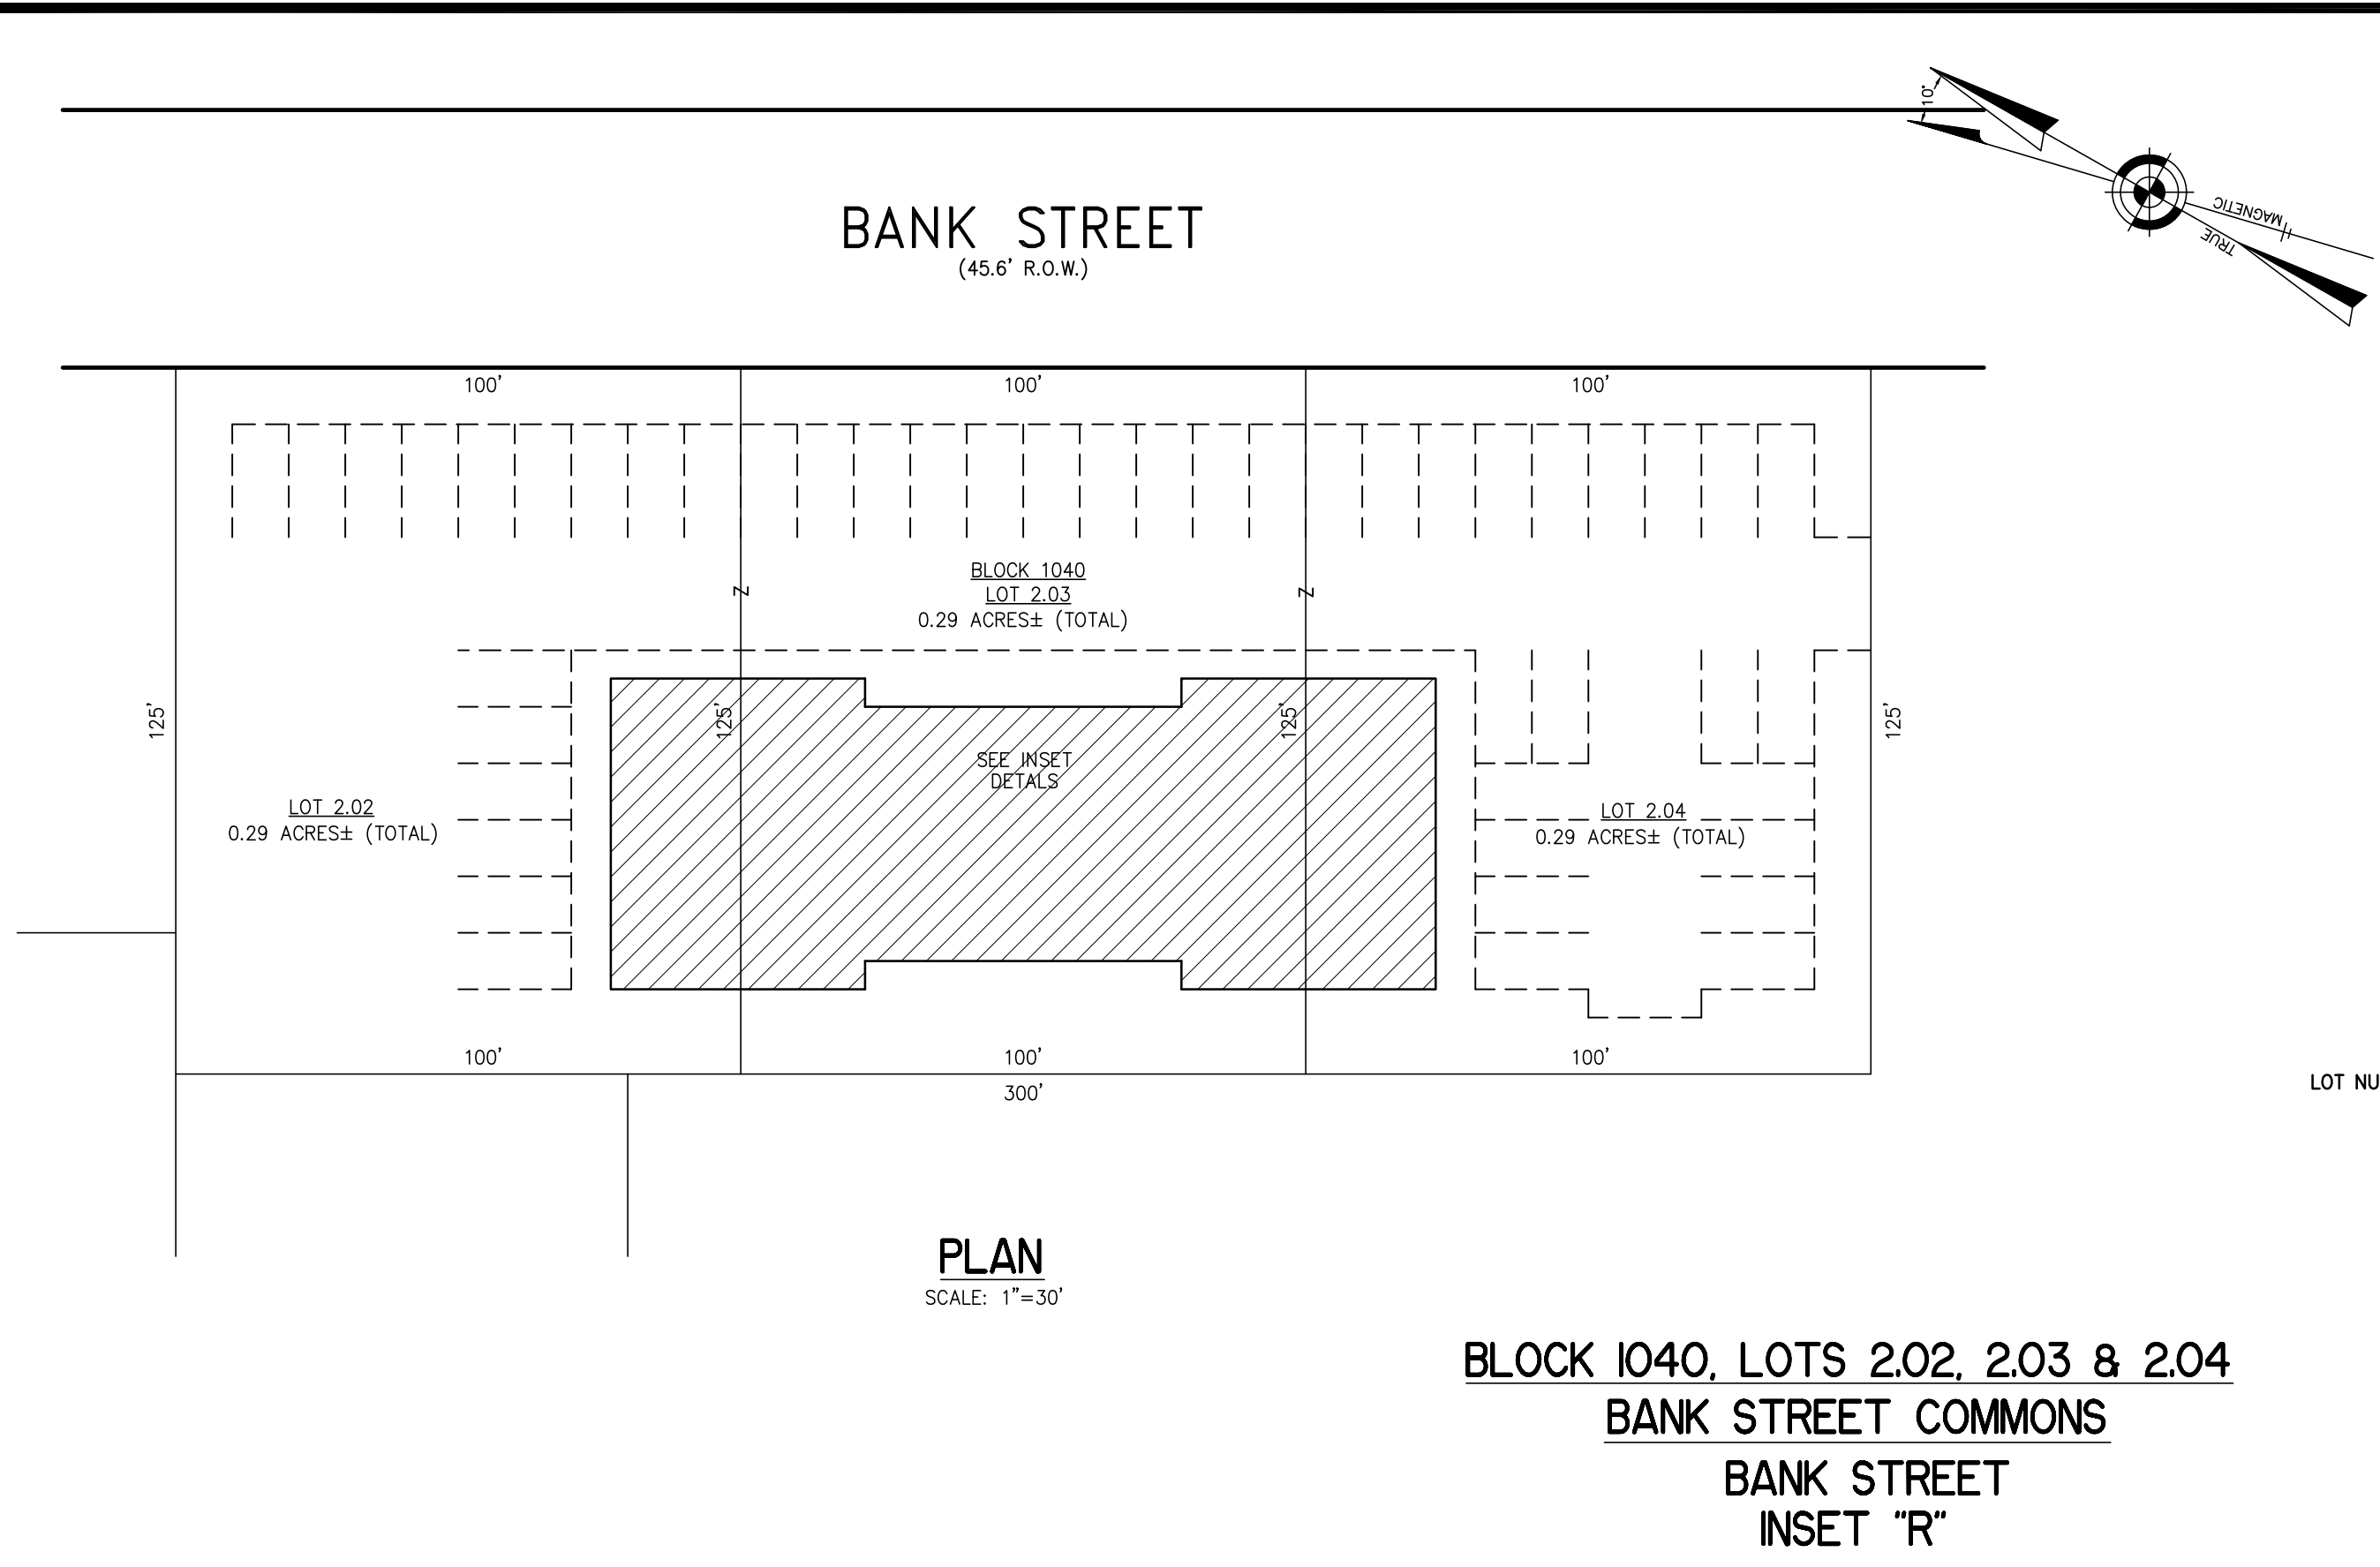 10°
MAGNETIC
TRUE
BANK STREET
(45.6' R.O.W.)
100'
100'
100'
BLOCK 1040
LOT 2.03
0.29 ACRES± (TOTAL)
Z
Z
125'
125'
125'
125'
SEE INSET
DETALS
LOT 2.02
0.29 ACRES± (TOTAL)
LOT 2.04
0.29 ACRES± (TOTAL)
100'
100'
100'
300'
LOT NU
PLAN
SCALE: 1"=30'
BLOCK 1040, LOTS 2.02, 2.03 & 2.04
BANK STREET COMMONS
BANK STREET
INSET "R"